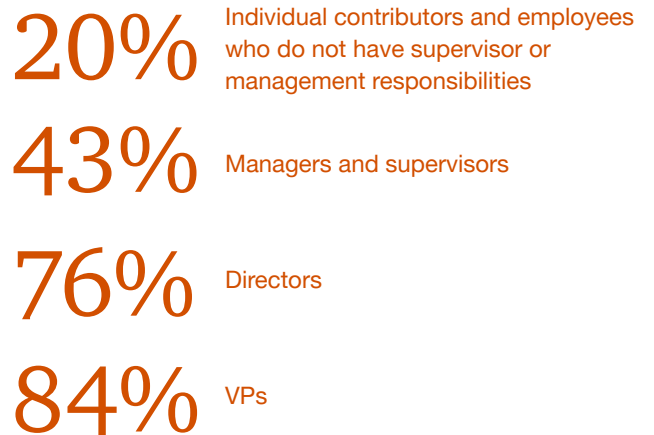 20%
Individual contributors and employees
who do not have supervisor or
management responsibilities
43%
Managers and supervisors
76%
Directors
84%
VPs